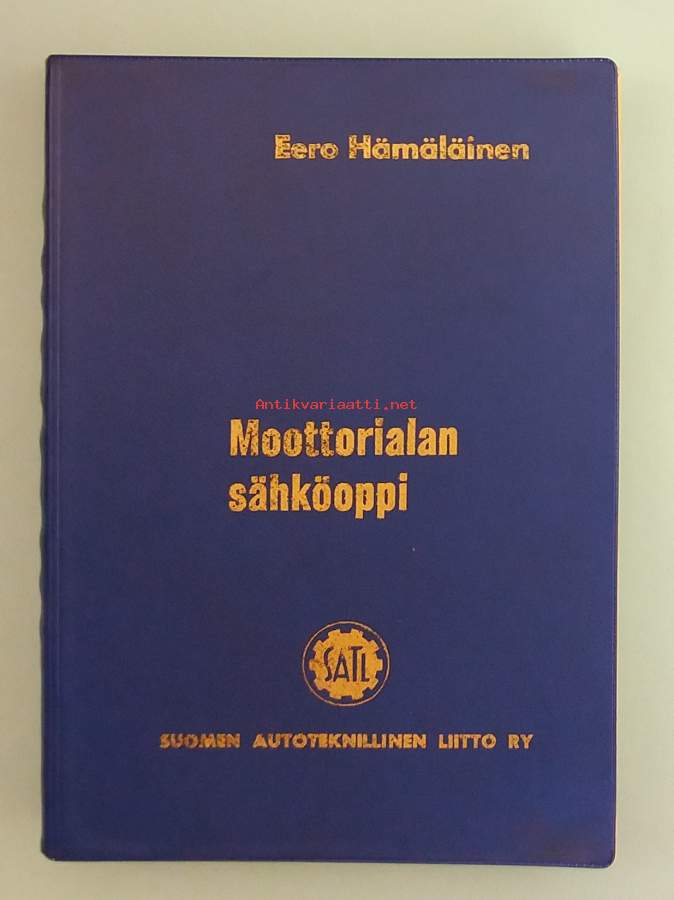 Eero Hämäläinen
Antikvariaatti.net
Moottorialan
sähköoppi
SATL
SUOMEN AUTOTEKNILLINEN LIITTO RY